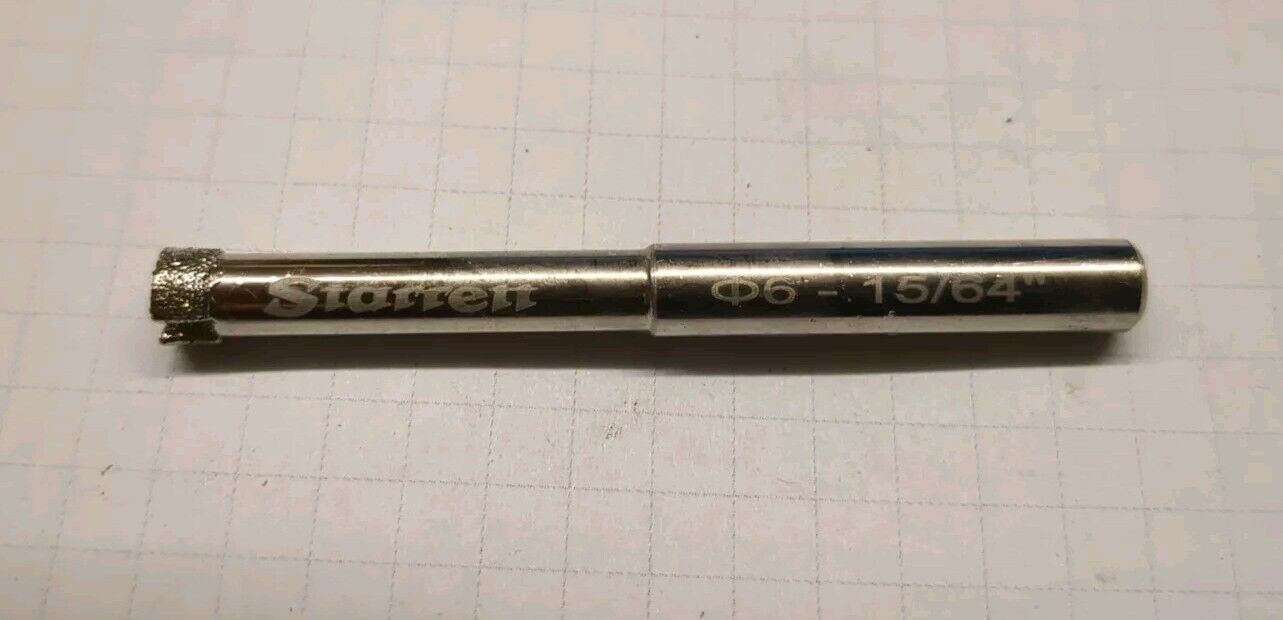 Starrett
Φ6 - 15/64"